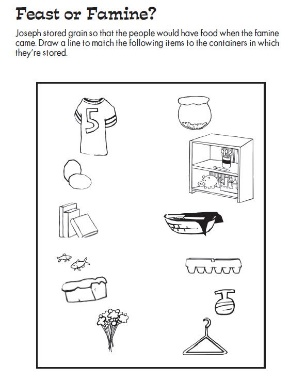 Feast or Famine?
Joseph stored grain so that the people would have food when the famine
came. Draw a line to match the following items to the containers in which
they're stored.
5